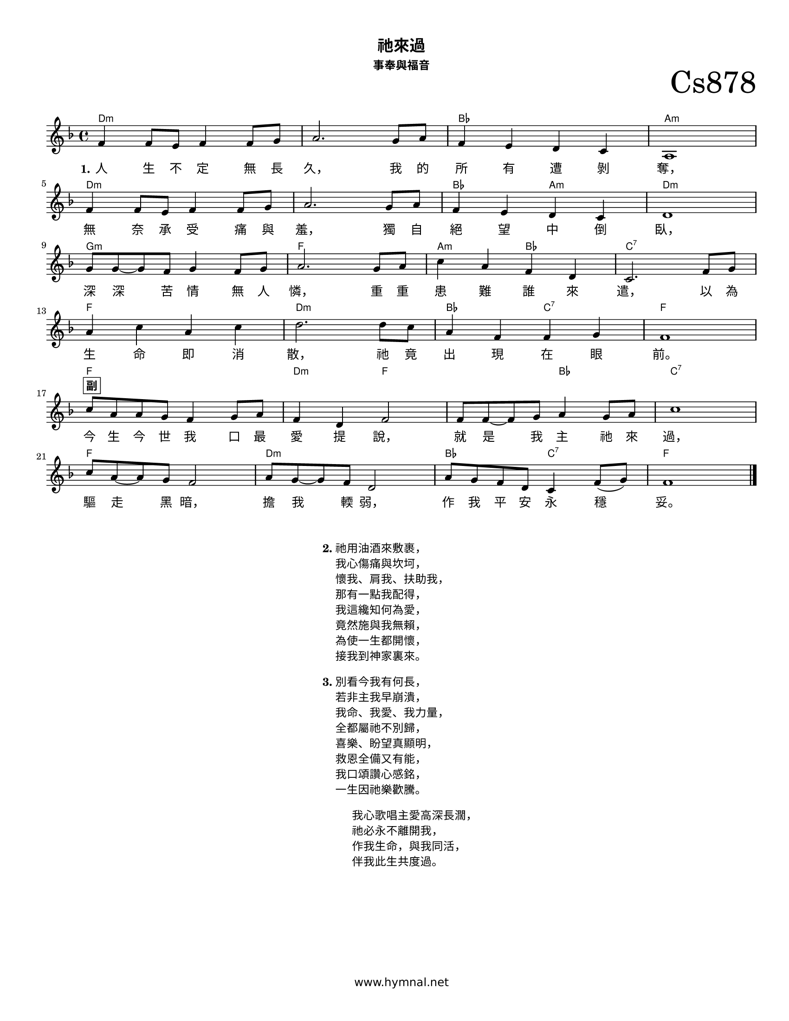 祂來過
事奉與福音
Cs878
Dm B♭ Am
1. 人 生 不 定 無 長 久， 我 的 所 有 遭 剝 奪，
5 Dm B♭ Am Dm
無 奈 承 受 痛 與 羞， 獨 自 絕 望 中 倒 臥，
9 Gm F Am B♭ C7
深 深 苦 情 無 人 憐， 重 重 患 難 誰 來 遣， 以 為
13 F Dm B♭ C7 F
生 命 即 消 散， 祂 竟 出 現 在 眼 前。
F Dm F B♭ C7
副
17
今 生 今 世 我 口 最 愛 提 說， 就 是 我 主 祂 來 過，
21 F Dm B♭ C7 F
驅 走 黑 暗， 擔 我 輭 弱， 作 我 平 安 永 穩 妥。
2. 祂用油酒來敷裹，
我心傷痛與坎坷，
懷我、肩我、扶助我，
那有一點我配得，
我這纔知何為愛，
竟然施與我無賴，
為使一生都開懷，
接我到神家裏來。
3. 別看今我有何長，
若非主我早崩潰，
我命、我愛、我力量，
全都屬祂不別歸，
喜樂、盼望真顯明，
救恩全備又有能，
我口頌讚心感銘，
一生因祂樂歡騰。
我心歌唱主愛高深長濶，
祂必永不離開我，
作我生命，與我同活，
伴我此生共度過。
www.hymnal.net